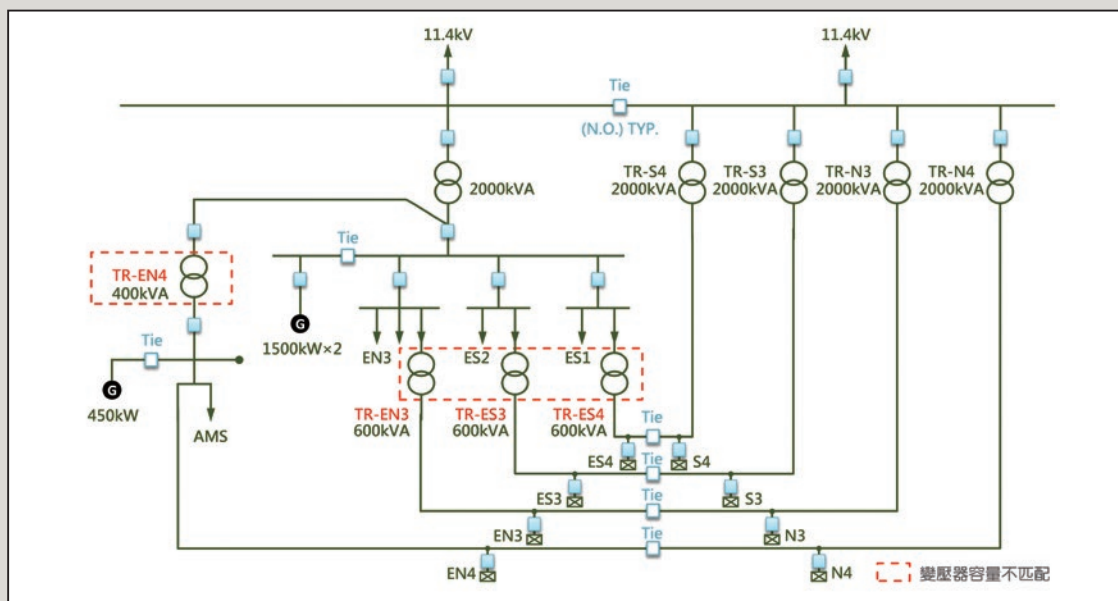 11.4kV
11.4kV
Tie
(N.O.) TYP.
2000kVA
TR-S4
2000kVA
TR-S3
2000kVA
TR-N3
2000kVA
TR-N4
2000kVA
Tie
TR-EN4
400kVA
Tie
G
1500kW×2
EN3
ES2
ES1
G
450kW
AMS
TR-EN3
600kVA
TR-ES3
600kVA
TR-ES4
600kVA
Tie
ES4
S4
Tie
ES3
S3
Tie
EN3
N3
Tie
EN4
N4
變壓器容量不匹配